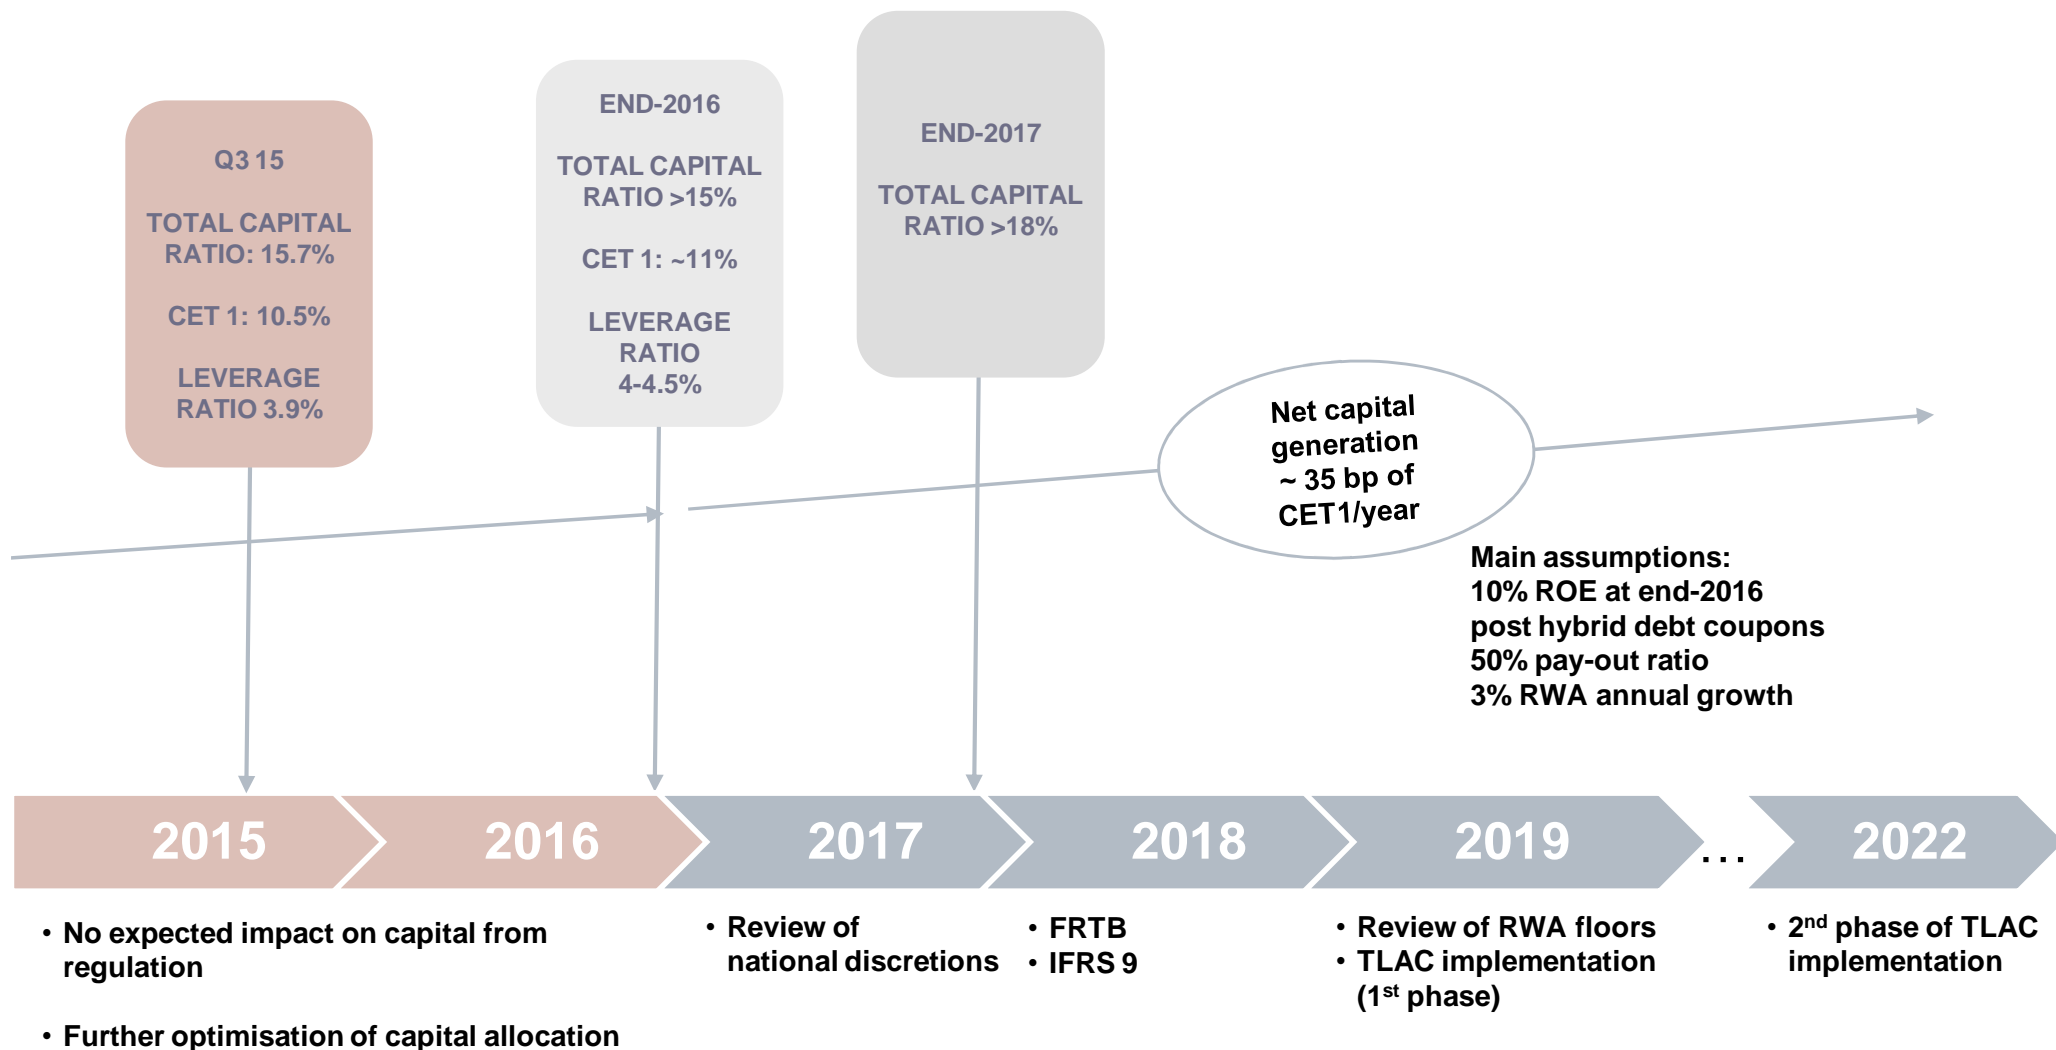 Q3 15
TOTAL CAPITAL
RATIO: 15.7%
CET 1: 10.5%
LEVERAGE
RATIO 3.9%
END-2016
TOTAL CAPITAL
RATIO >15%
CET 1: ~11%
LEVERAGE
RATIO
4-4.5%
END-2017
TOTAL CAPITAL
RATIO >18%
Net capital
generation
~ 35 bp of
CET1/year
Main assumptions:
10% ROE at end-2016
post hybrid debt coupons
50% pay-out ratio
3% RWA annual growth
2015
2016
2017
2018
2019
...
2022
• No expected impact on capital from
regulation
• Further optimisation of capital allocation
• Review of
national discretions
• FRTB
• IFRS 9
• Review of RWA floors
• TLAC implementation
(1st phase)
• 2nd phase of TLAC
implementation